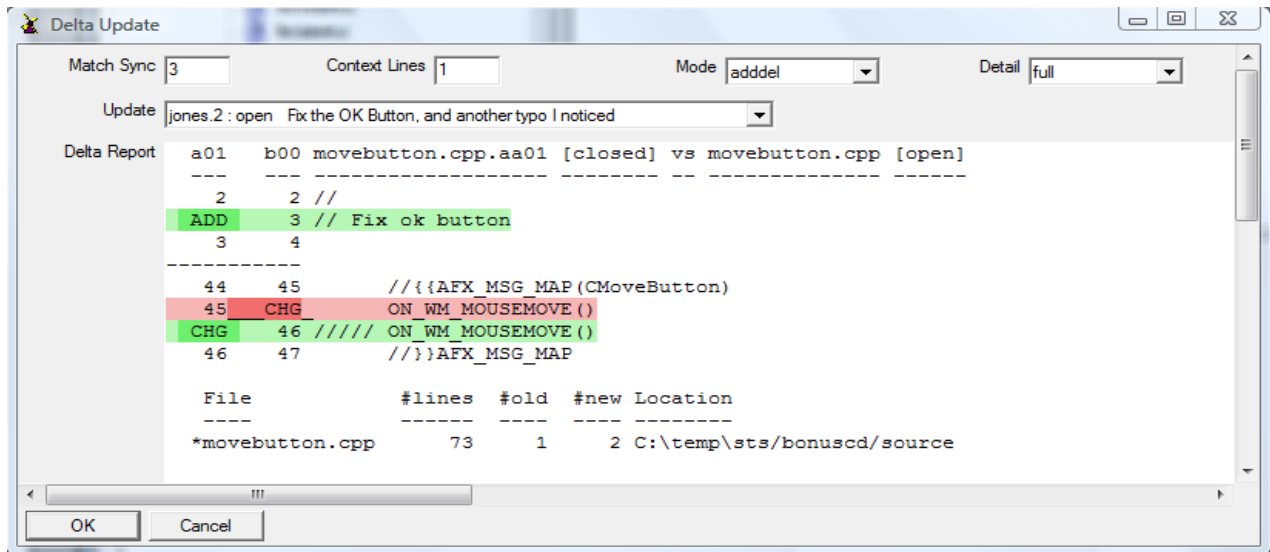 Delta Update
Match Sync 3 Context Lines 1 Mode adddel Detail full
Update jones.2 : open Fix the OK Button, and another typo I noticed
Delta Report a01 b00 movebutton.cpp.aa01 [closed] vs movebutton.cpp [open]
--- --- ------------------ -------- -- -------------- ------
2 2 //
ADD 3 // Fix ok button
3 4
-----------
44 45 //{{AFX_MSG_MAP(CMoveButton)
45 CHG ON_WM_MOUSEMOVE()
CHG 46 ///// ON_WM_MOUSEMOVE()
46 47 //}}AFX_MSG_MAP
File #lines #old #new Location
---- ------ ---- ---- --------
*movebutton.cpp 73 1 2 C:\temp\sts/bonuscd/source
OK Cancel